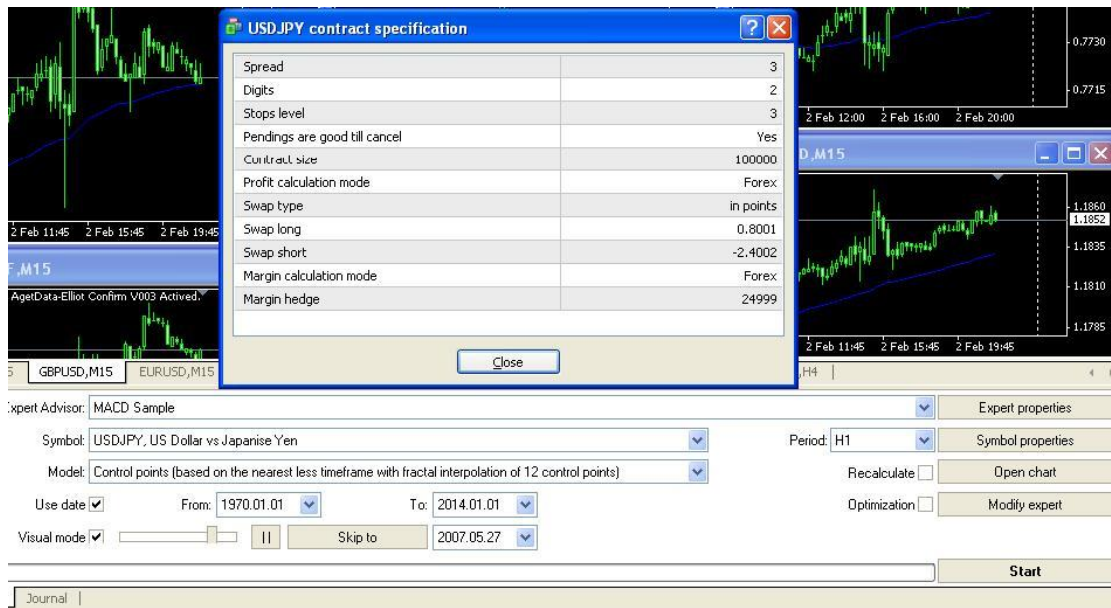 USDJPY contract specification
Spread 3
Digits 2
Stops level 3
Pendings are good till cancel Yes
Contract size 100000
Profit calculation mode Forex
Swap type in points
Swap long 0.8001
Swap short -2.4002
Margin calculation mode Forex
Margin hedge 24999
Close
0.7730
0.7715
2 Feb 12:00 2 Feb 16:00 2 Feb 20:00
D,M15
1.1860
1.1852
1.1835
1.1810
1.1785
2 Feb 11:45 2 Feb 15:45 2 Feb 19:45
2 Feb 11:45 2 Feb 15:45 2 Feb 19:45
F,M15
AgetData-Elliot Confirm V003 Actived.
5 GBPUSD,M15 EURUSD,M15 ,H4
Expert Advisor: MACD Sample Expert properties
Symbol: USDJPY, US Dollar vs Japanise Yen Period: H1 Symbol properties
Model: Control points (based on the nearest less timeframe with fractal interpolation of 12 control points) Recalculate Open chart
Use date From: 1970.01.01 To: 2014.01.01 Optimization Modify expert
Visual mode Skip to 2007.05.27
Start
Journal